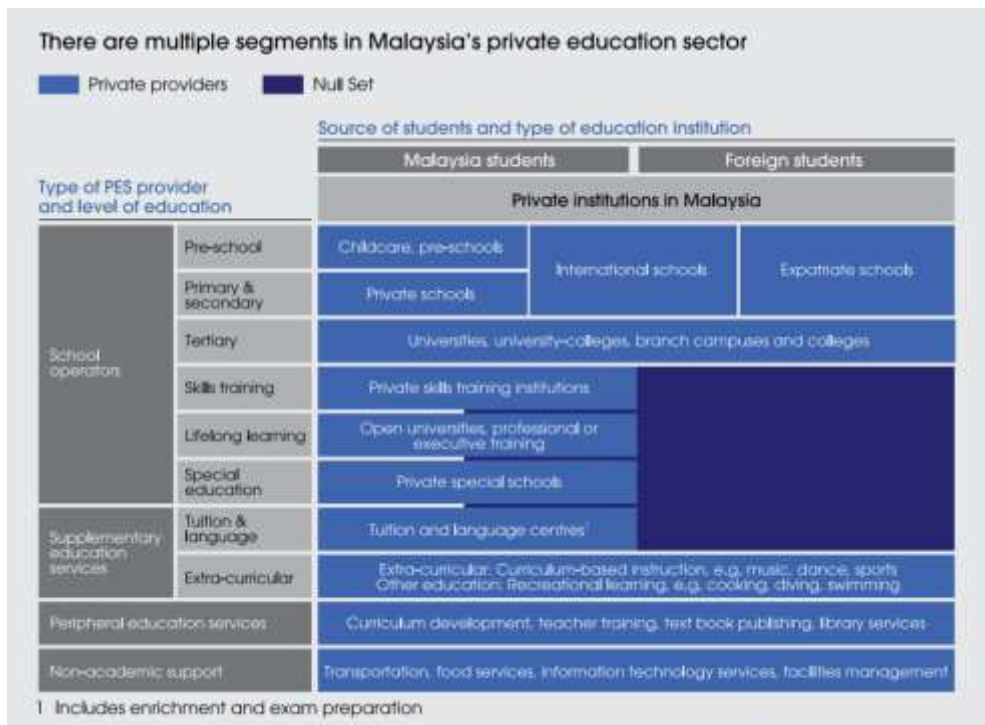 There are multiple segments in Malaysia's private education sector
Private providers
Null Set
Source of students and type of education institution
Malaysia students
Foreign students
Type of PES provider
and level of education
Private institutions in Malaysia
School
operators
Pre-school
Childcare, pre-schools
International schools
Expatriate schools
Primary &
secondary
Private schools
Tertiary
Universities, university-colleges, branch campuses and colleges
Skills training
Private skills training institutions
Lifelong learning
Open universities, professional or
executive training
Special
education
Private special schools
Supplementary
education
services
Tuition &
language
Tuition and language centres¹
Extra-curricular
Extra-curricular: Curriculum-based instruction, e.g. music, dance, sports
Other education: Recreational learning, e.g. cooking, diving, swimming
Peripheral education services
Curriculum development, teacher training, text book publishing, library services
Non-academic support
Transportation, food services, information technology services, facilities management
1 Includes enrichment and exam preparation